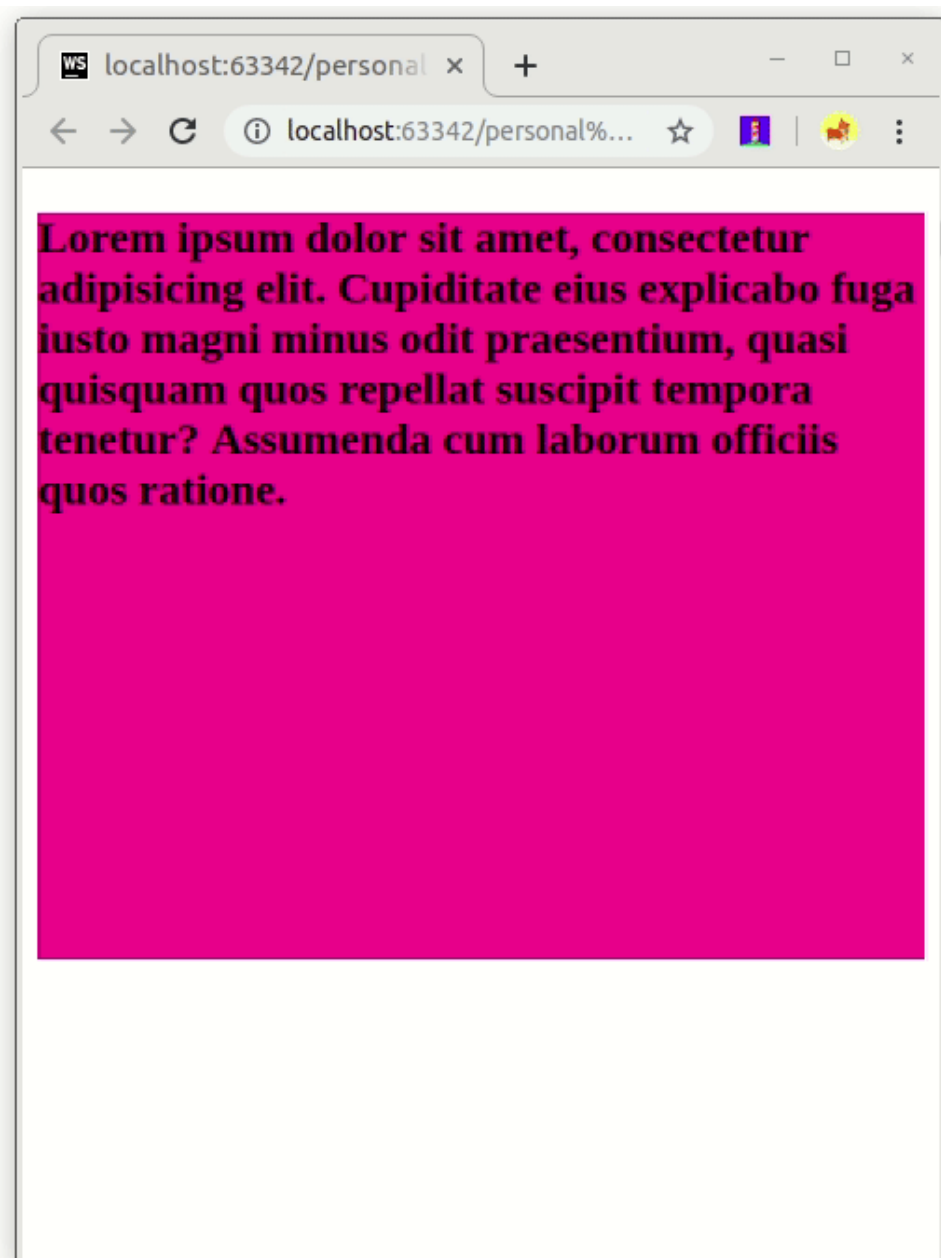 WS localhost:63342/personal
localhost:63342/personal%...
Lorem ipsum dolor sit amet, consectetur
adipisicing elit. Cupiditate eius explicabo fuga
iusto magni minus odit praesentium, quasi
quisquam quos repellat suscipit tempora
tenetur? Assumenda cum laborum officiis
quos ratione.